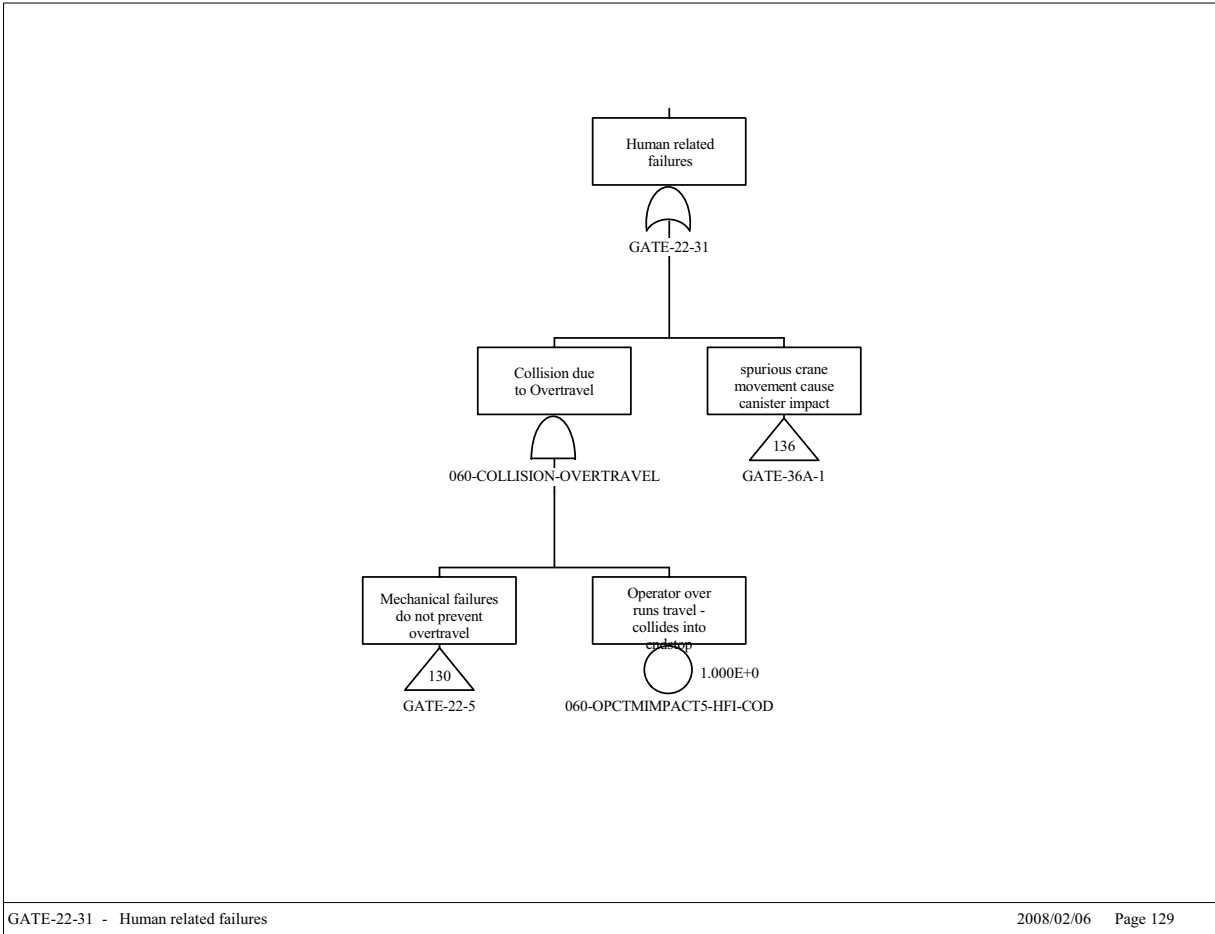 Human related
failures
GATE-22-31
Collision due
to Overtravel
060-COLLISION-OVERTRAVEL
spurious crane
movement cause
canister impact
136
GATE-36A-1
Mechanical failures
do not prevent
overtravel
130
GATE-22-5
Operator over
runs travel -
collides into
endstop
1.000E+0
060-OPCTMIMPACT5-HFI-COD
GATE-22-31 - Human related failures
2008/02/06 Page 129